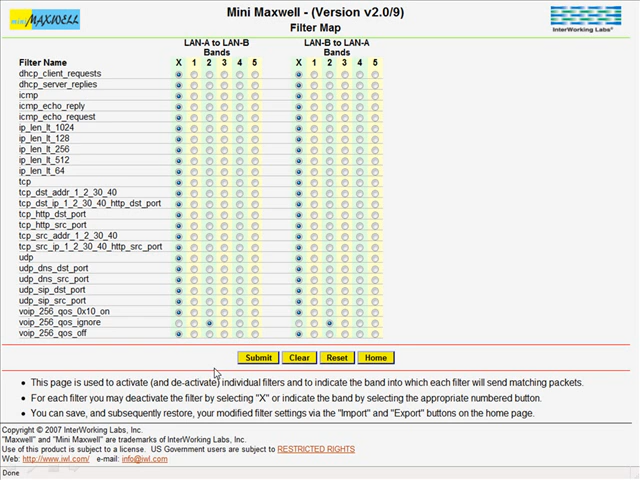 mini MAXWELL
Mini Maxwell - (Version v2.0/9)
Filter Map
InterWorking Labs
LAN-A to LAN-B
Bands
LAN-B to LAN-A
Bands
Filter Name X 1 2 3 4 5 X 1 2 3 4 5
dhcp_client_requests
dhcp_server_replies
icmp
icmp_echo_reply
icmp_echo_request
ip_len_lt_1024
ip_len_lt_128
ip_len_lt_256
ip_len_lt_512
ip_len_lt_64
tcp
tcp_dst_addr_1_2_30_40
tcp_dst_ip_1_2_30_40_http_dst_port
tcp_http_dst_port
tcp_http_src_port
tcp_src_addr_1_2_30_40
tcp_src_ip_1_2_30_40_http_src_port
udp
udp_dns_dst_port
udp_dns_src_port
udp_sip_dst_port
udp_sip_src_port
voip_256_qos_0x10_on
voip_256_qos_ignore
voip_256_qos_off
Submit Clear Reset Home
• This page is used to activate (and de-activate) individual filters and to indicate the band into which each filter will send matching packets.
• For each filter you may deactivate the filter by selecting "X" or indicate the band by selecting the appropriate numbered button.
• You can save, and subsequently restore, your modified filter settings via the "Import" and "Export" buttons on the home page.
Copyright © 2007 InterWorking Labs, Inc.
"Maxwell" and "Mini Maxwell" are trademarks of InterWorking Labs, Inc.
Use of this product is subject to a license. US Government users are subject to RESTRICTED RIGHTS
Web: http://www.iwl.com/ e-mail: info@iwl.com
Done